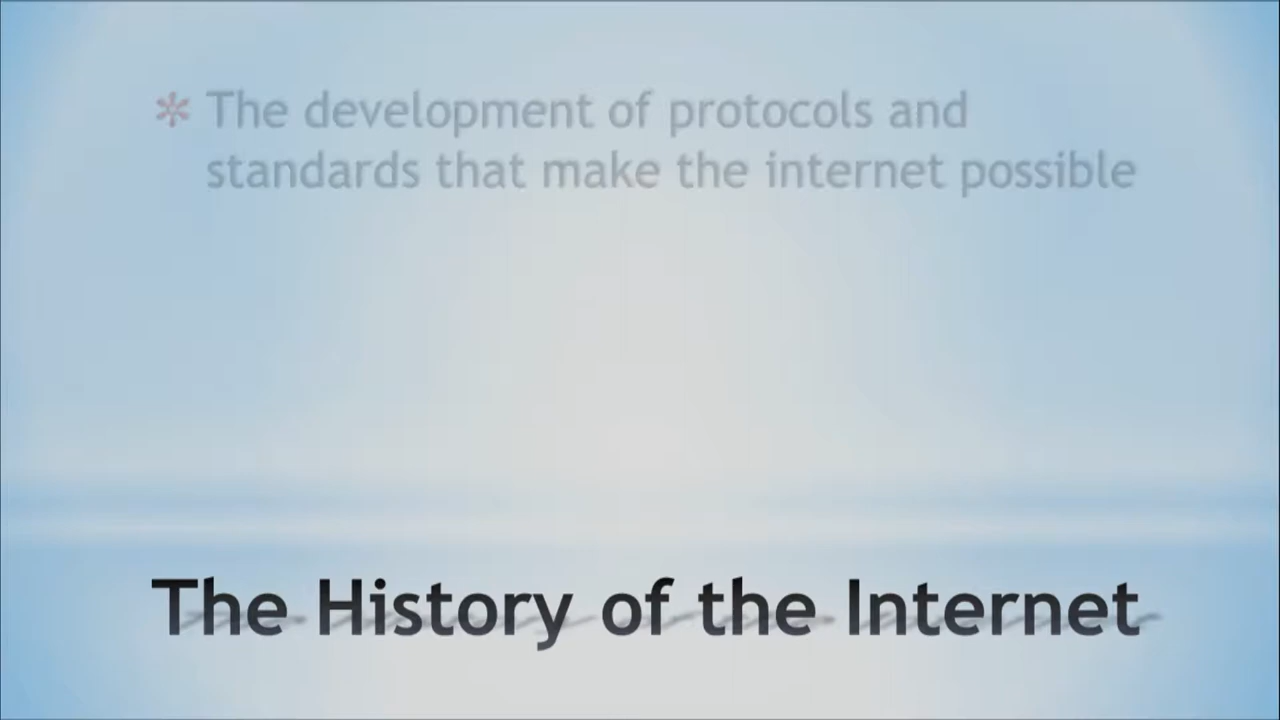 * The development of protocols and
standards that make the internet possible
The History of the Internet